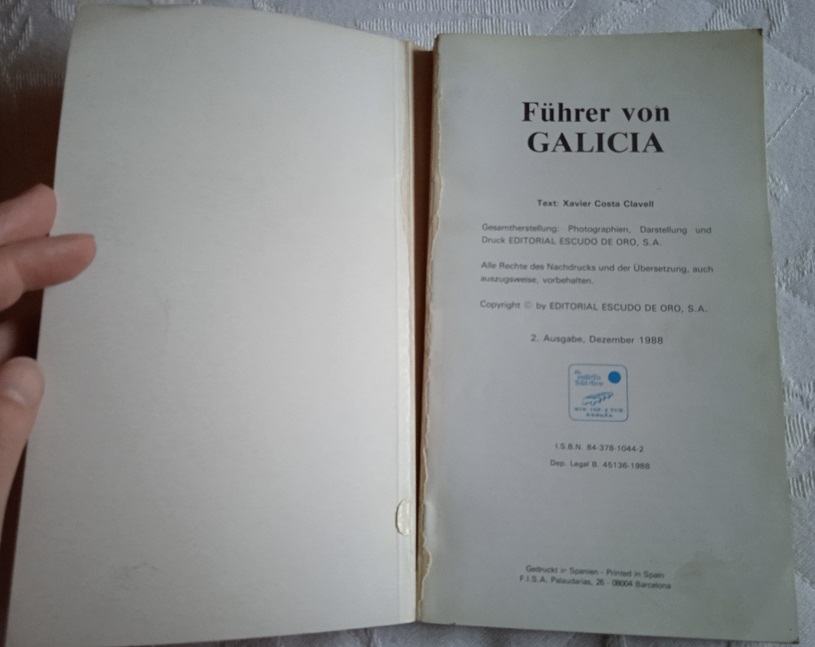 Führer von
GALICIA
Text: Xavier Costa Clavell
Gesamtherstellung: Photographien, Darstellung und
Druck EDITORIAL ESCUDO DE ORO, S.A.
Alle Rechte des Nachdrucks und der Übersetzung, auch
auszugsweise, vorbehalten.
Copyright © by EDITORIAL ESCUDO DE ORO, S.A.
2. Ausgabe, Dezember 1988
I.S.B.N. 84-378-1044-2
Dep. Legal B. 45136-1988
Gedruckt in Spanien - Printed in Spain
F.I.S.A. Palaudarias, 26 - 08004 Barcelona